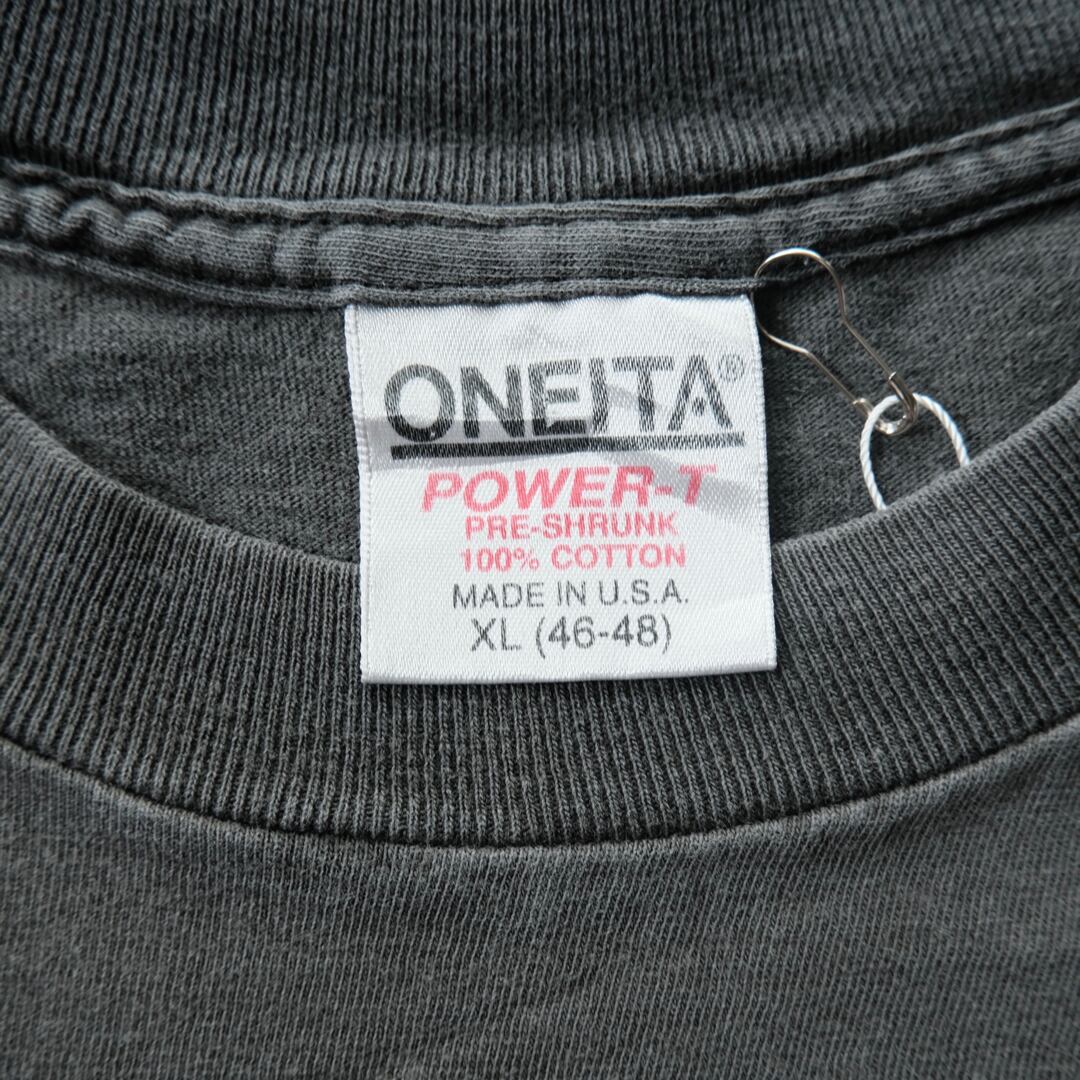 ONEITA®
POWER-T
PRE-SHRUNK
100% COTTON
MADE IN U.S.A.
XL (46-48)